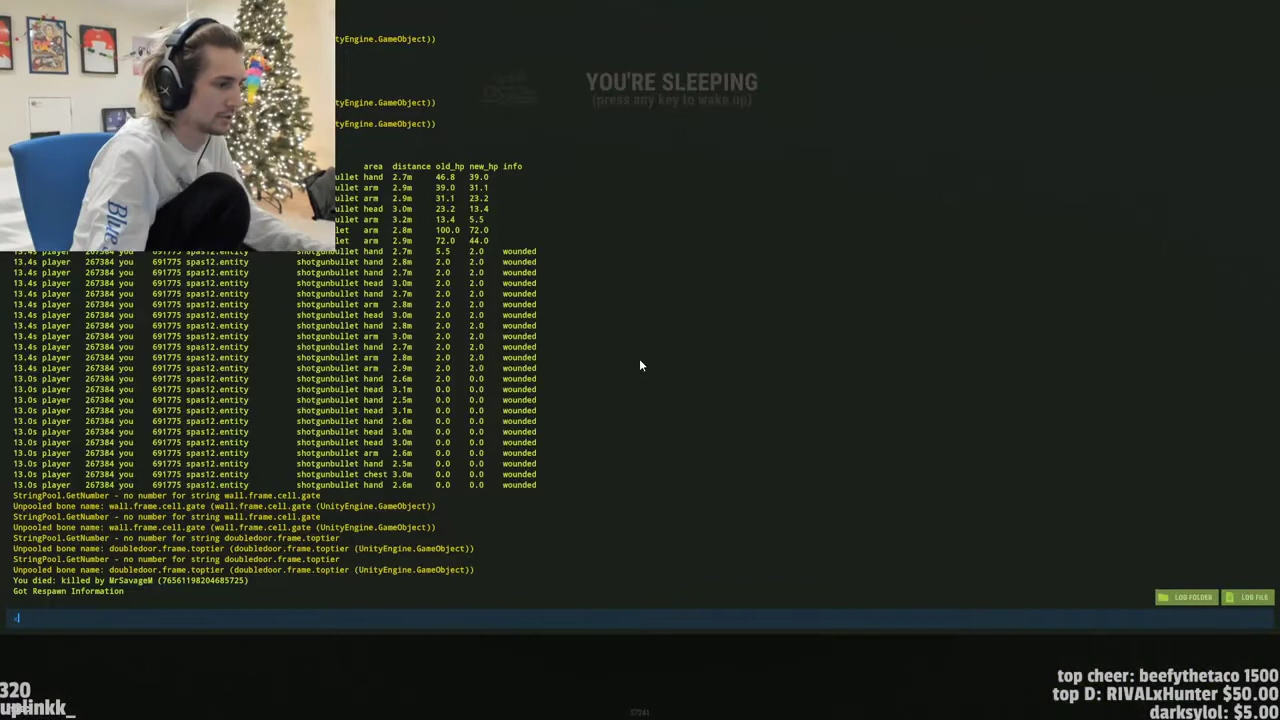 tyEngine.GameObject))
YOU'RE SLEEPING
(press any key to wake up)
tyEngine.GameObject))
tyEngine.GameObject))
area distance old_hp new_hp info
ullet hand 2.7m 46.8 39.0
ullet arm 2.9m 39.0 31.1
ullet arm 2.9m 31.1 23.2
ullet head 3.0m 23.2 13.4
ullet arm 3.2m 13.4 5.5
let arm 2.8m 100.0 72.0
let arm 2.9m 72.0 44.0
13.4s player 267384 you 691775 spas12.entity shotgunbullet hand 2.7m 5.5 2.0 wounded
13.4s player 267384 you 691775 spas12.entity shotgunbullet arm 2.8m 2.0 2.0 wounded
13.4s player 267384 you 691775 spas12.entity shotgunbullet hand 2.7m 2.0 2.0 wounded
13.4s player 267384 you 691775 spas12.entity shotgunbullet head 3.0m 2.0 2.0 wounded
13.4s player 267384 you 691775 spas12.entity shotgunbullet hand 2.7m 2.0 2.0 wounded
13.4s player 267384 you 691775 spas12.entity shotgunbullet arm 2.8m 2.0 2.0 wounded
13.4s player 267384 you 691775 spas12.entity shotgunbullet head 3.0m 2.0 2.0 wounded
13.4s player 267384 you 691775 spas12.entity shotgunbullet hand 2.8m 2.0 2.0 wounded
13.4s player 267384 you 691775 spas12.entity shotgunbullet arm 3.0m 2.0 2.0 wounded
13.4s player 267384 you 691775 spas12.entity shotgunbullet hand 2.7m 2.0 2.0 wounded
13.4s player 267384 you 691775 spas12.entity shotgunbullet arm 2.8m 2.0 2.0 wounded
13.4s player 267384 you 691775 spas12.entity shotgunbullet arm 2.9m 2.0 2.0 wounded
13.0s player 267384 you 691775 spas12.entity shotgunbullet hand 2.6m 2.0 0.0 wounded
13.0s player 267384 you 691775 spas12.entity shotgunbullet head 3.1m 0.0 0.0 wounded
13.0s player 267384 you 691775 spas12.entity shotgunbullet hand 2.5m 0.0 0.0 wounded
13.0s player 267384 you 691775 spas12.entity shotgunbullet head 3.1m 0.0 0.0 wounded
13.0s player 267384 you 691775 spas12.entity shotgunbullet hand 2.6m 0.0 0.0 wounded
13.0s player 267384 you 691775 spas12.entity shotgunbullet head 3.0m 0.0 0.0 wounded
13.0s player 267384 you 691775 spas12.entity shotgunbullet head 3.0m 0.0 0.0 wounded
13.0s player 267384 you 691775 spas12.entity shotgunbullet arm 2.6m 0.0 0.0 wounded
13.0s player 267384 you 691775 spas12.entity shotgunbullet hand 2.5m 0.0 0.0 wounded
13.0s player 267384 you 691775 spas12.entity shotgunbullet chest 3.0m 0.0 0.0 wounded
13.0s player 267384 you 691775 spas12.entity shotgunbullet hand 2.6m 0.0 0.0 wounded
StringPool.GetNumber - no number for string wall.frame.cell.gate
Unpooled bone name: wall.frame.cell.gate (wall.frame.cell.gate (UnityEngine.GameObject))
StringPool.GetNumber - no number for string wall.frame.cell.gate
Unpooled bone name: wall.frame.cell.gate (wall.frame.cell.gate (UnityEngine.GameObject))
StringPool.GetNumber - no number for string doubledoor.frame.toptier
Unpooled bone name: doubledoor.frame.toptier (doubledoor.frame.toptier (UnityEngine.GameObject))
StringPool.GetNumber - no number for string doubledoor.frame.toptier
Unpooled bone name: doubledoor.frame.toptier (doubledoor.frame.toptier (UnityEngine.GameObject))
You died: killed by MrSavageM (76561198204685725)
Got Respawn Information
LOG FOLDER LOG FILE
Blue
320
uplinkk_
top cheer: beefythetaco 1500
top D: RIVALxHunter $50.00
darksylol: $5.00